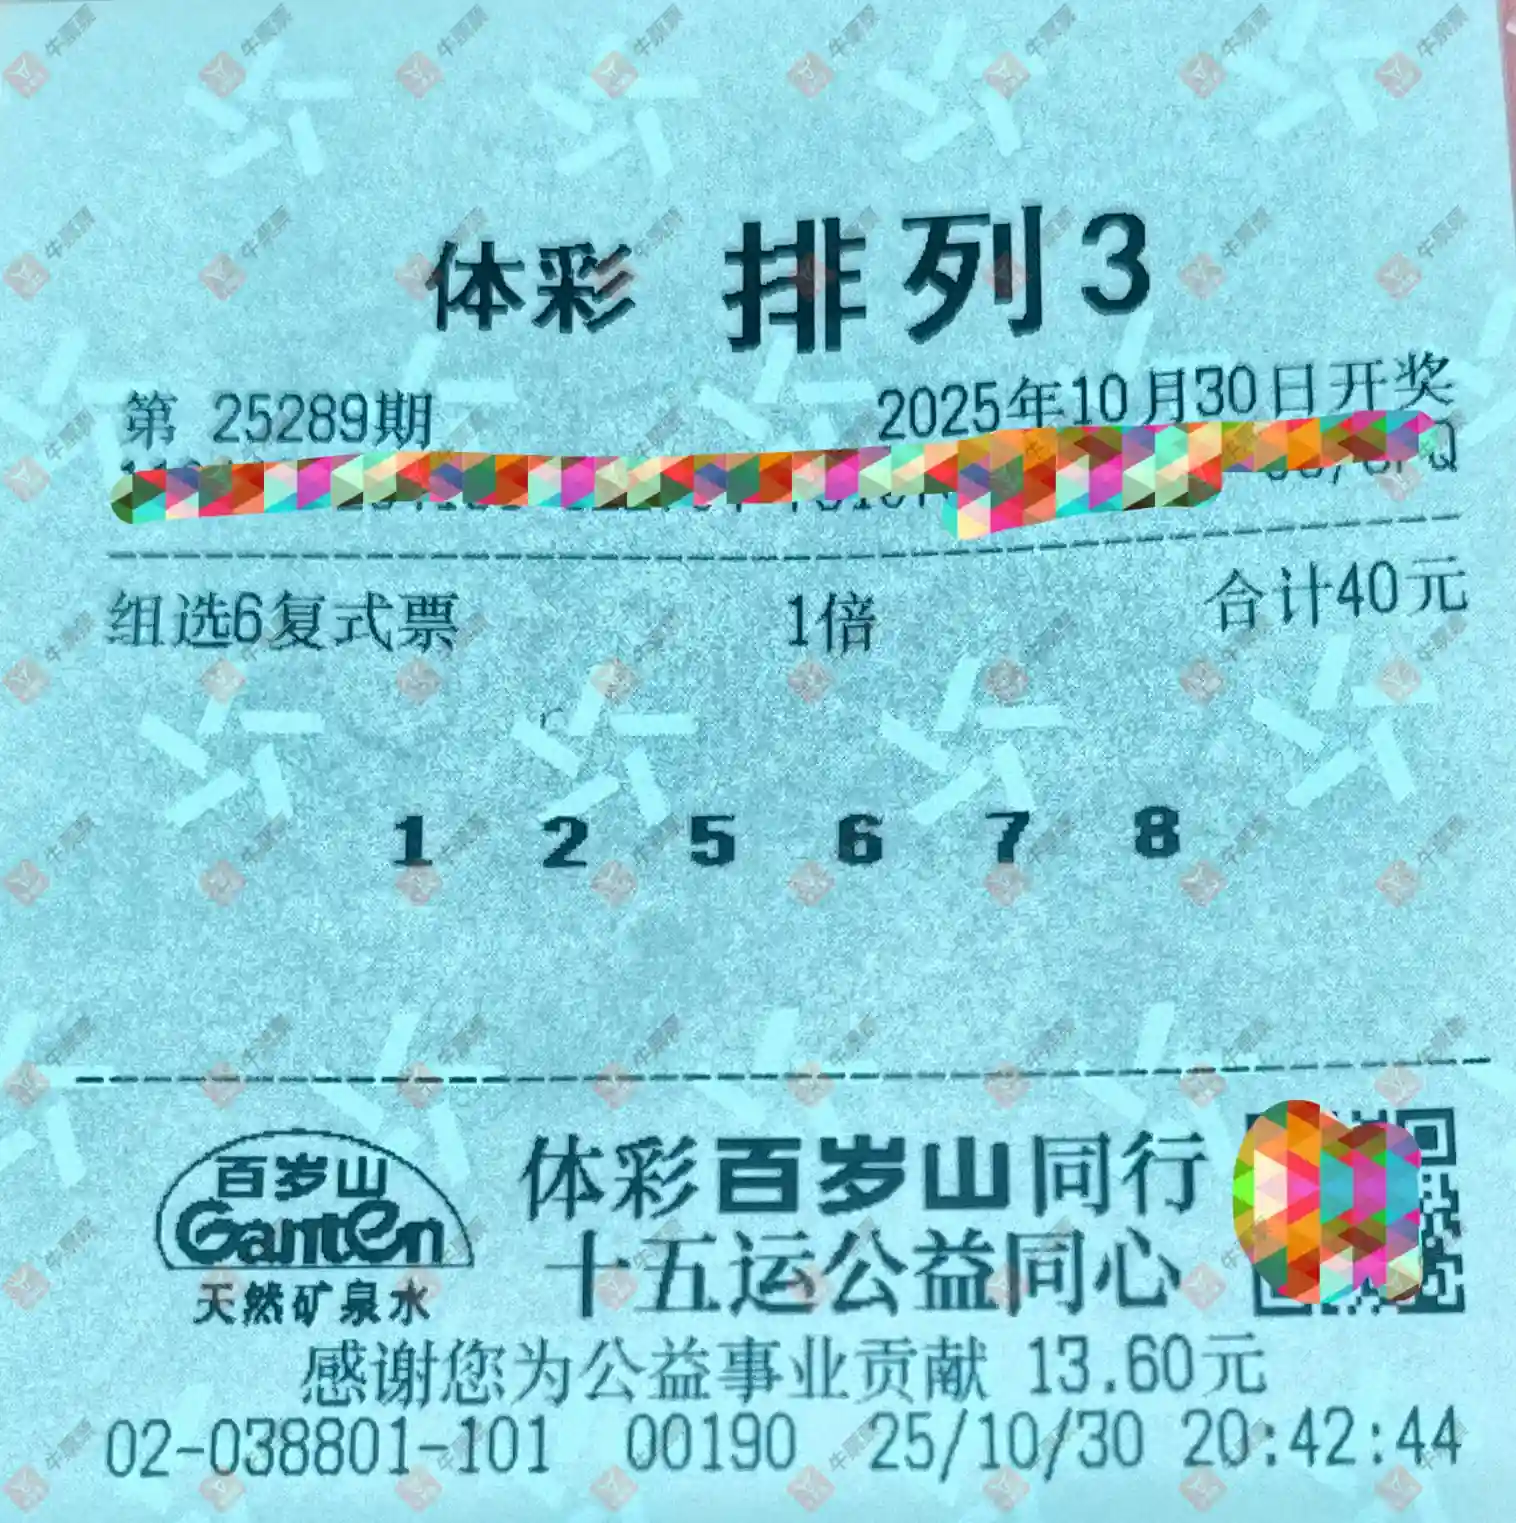 体彩 排列3
第 25289期 2025年10月30日开奖
组选6复式票 1倍 合计40元
1 2 5 6 7 8
百岁山
Ganten
天然矿泉水
体彩百岁山同行
十五运公益同心
感谢您为公益事业贡献 13.60元
02-038801-101 00190 25/10/30 20:42:44